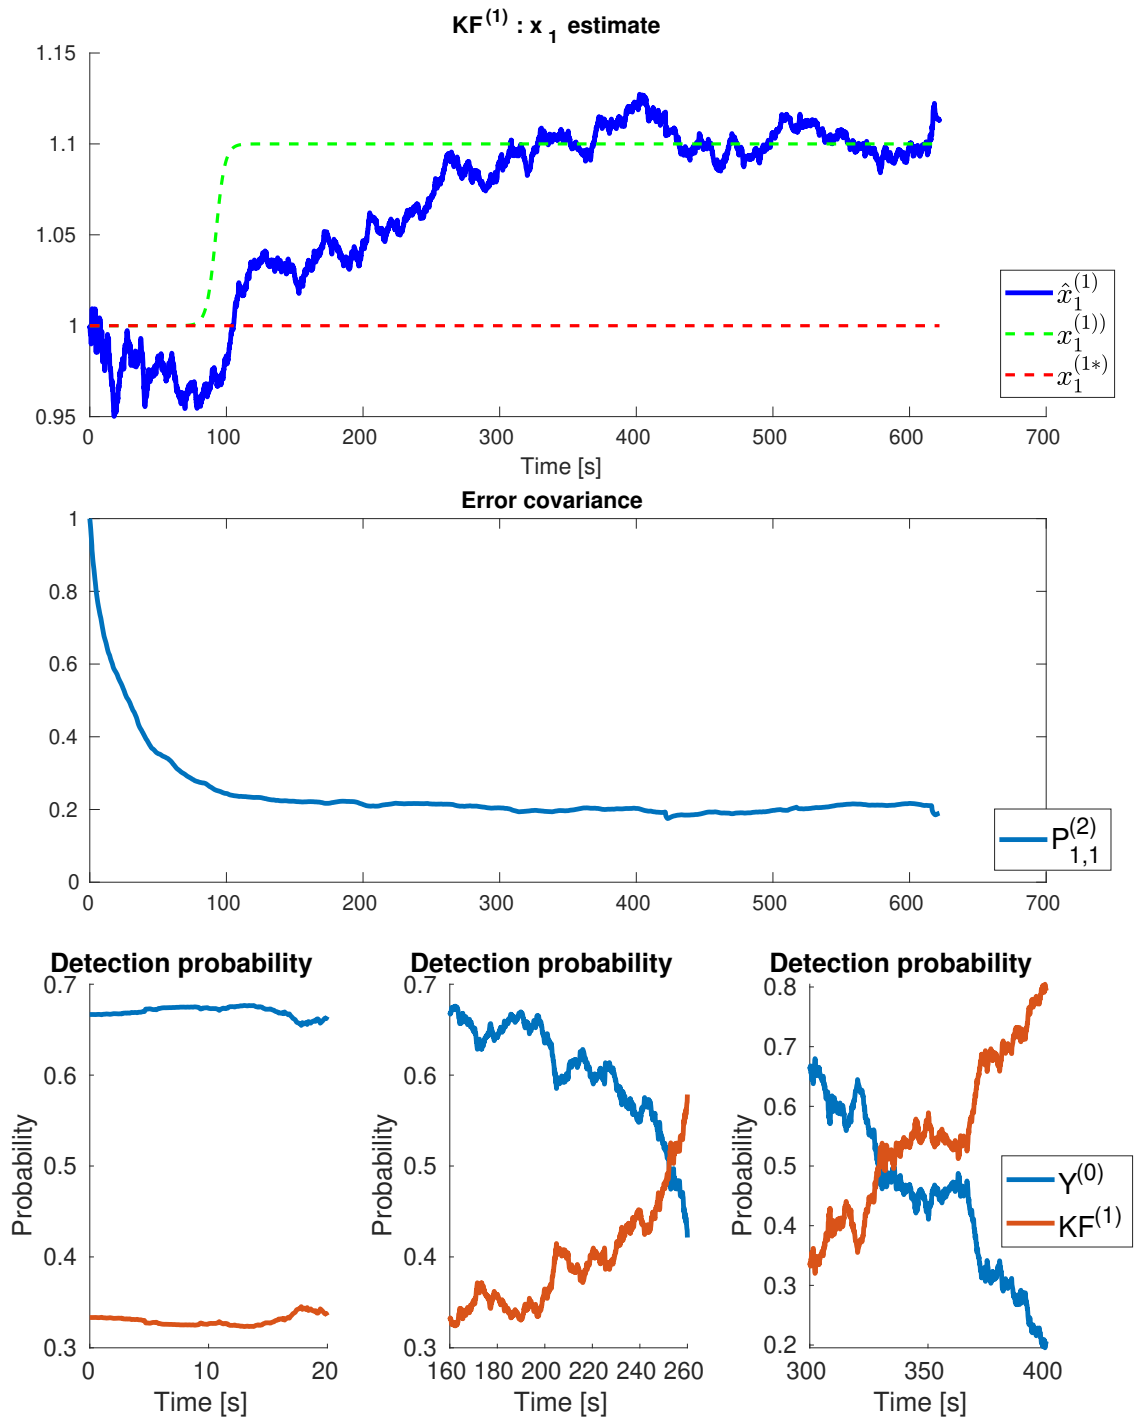 KF(1) : x 1 estimate
1.15
1.1
1.05
1
0.95
0 100 200 300 400 500 600 700
Time [s]
x̂1(1)
x1(1))
x1(1*)
Error covariance
1
0.8
0.6
0.4
0.2
0
0 100 200 300 400 500 600 700
P1,1(2)
Detection probability
Probability
0.7
0.6
0.5
0.4
0.3
0 10 20
Time [s]
Detection probability
Probability
0.7
0.6
0.5
0.4
0.3
160 180 200 220 240 260
Time [s]
Detection probability
Probability
0.8
0.7
0.6
0.5
0.4
0.3
0.2
300 350 400
Time [s]
Y(0)
KF(1)